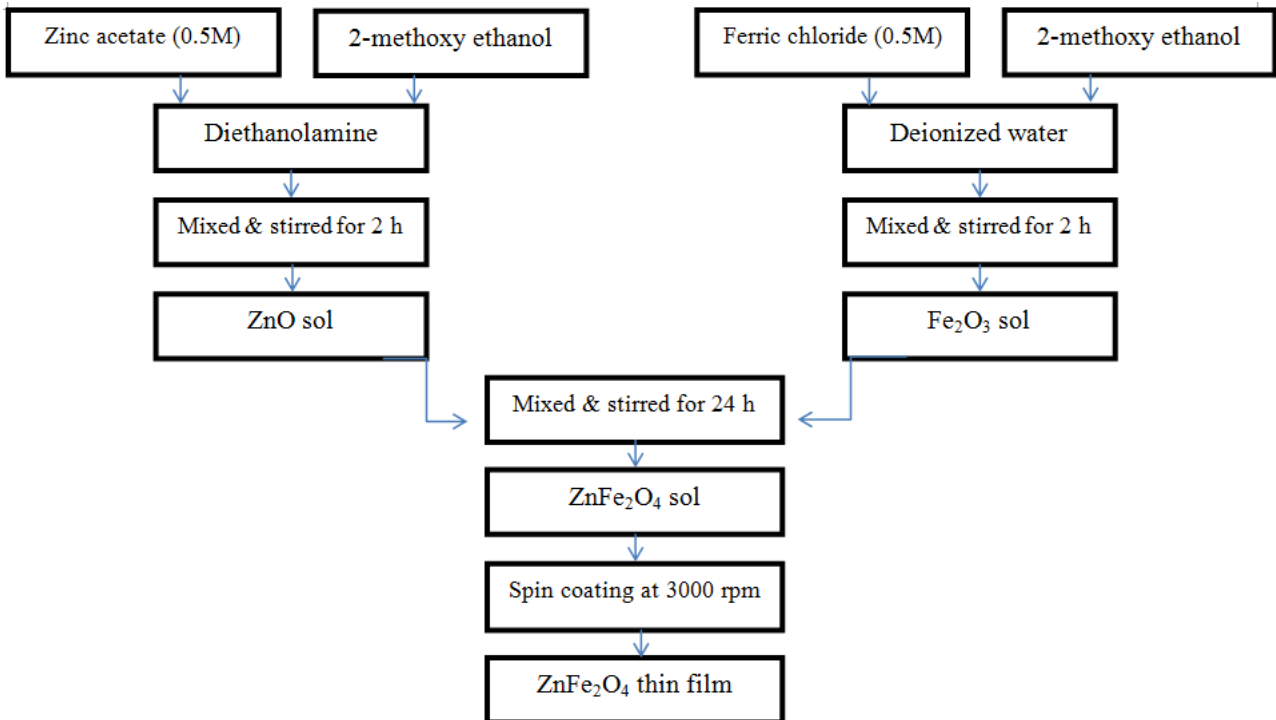 Zinc acetate (0.5M)
2-methoxy ethanol
Ferric chloride (0.5M)
2-methoxy ethanol
Diethanolamine
Deionized water
Mixed & stirred for 2 h
Mixed & stirred for 2 h
ZnO sol
Fe₂O₃ sol
Mixed & stirred for 24 h
ZnFe₂O₄ sol
Spin coating at 3000 rpm
ZnFe₂O₄ thin film